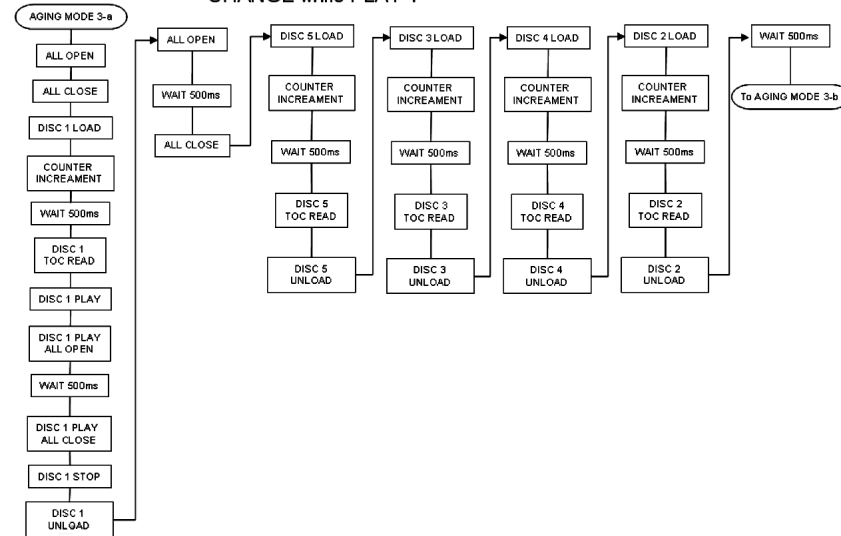 CHANGE while PLAY 1
AGING MODE 3-a
ALL OPEN
ALL CLOSE
DISC 1 LOAD
COUNTER
INCREAMENT
WAIT 500ms
DISC 1
TOC READ
DISC 1 PLAY
DISC 1 PLAY
ALL OPEN
WAIT 500ms
DISC 1 PLAY
ALL CLOSE
DISC 1 STOP
DISC 1
UNLOAD
ALL OPEN
WAIT 500ms
ALL CLOSE
DISC 5 LOAD
COUNTER
INCREAMENT
WAIT 500ms
DISC 5
TOC READ
DISC 5
UNLOAD
DISC 3 LOAD
COUNTER
INCREAMENT
WAIT 500ms
DISC 3
TOC READ
DISC 3
UNLOAD
DISC 4 LOAD
COUNTER
INCREAMENT
WAIT 500ms
DISC 4
TOC READ
DISC 4
UNLOAD
DISC 2 LOAD
COUNTER
INCREAMENT
WAIT 500ms
DISC 2
TOC READ
DISC 2
UNLOAD
WAIT 500ms
To AGING MODE 3-b